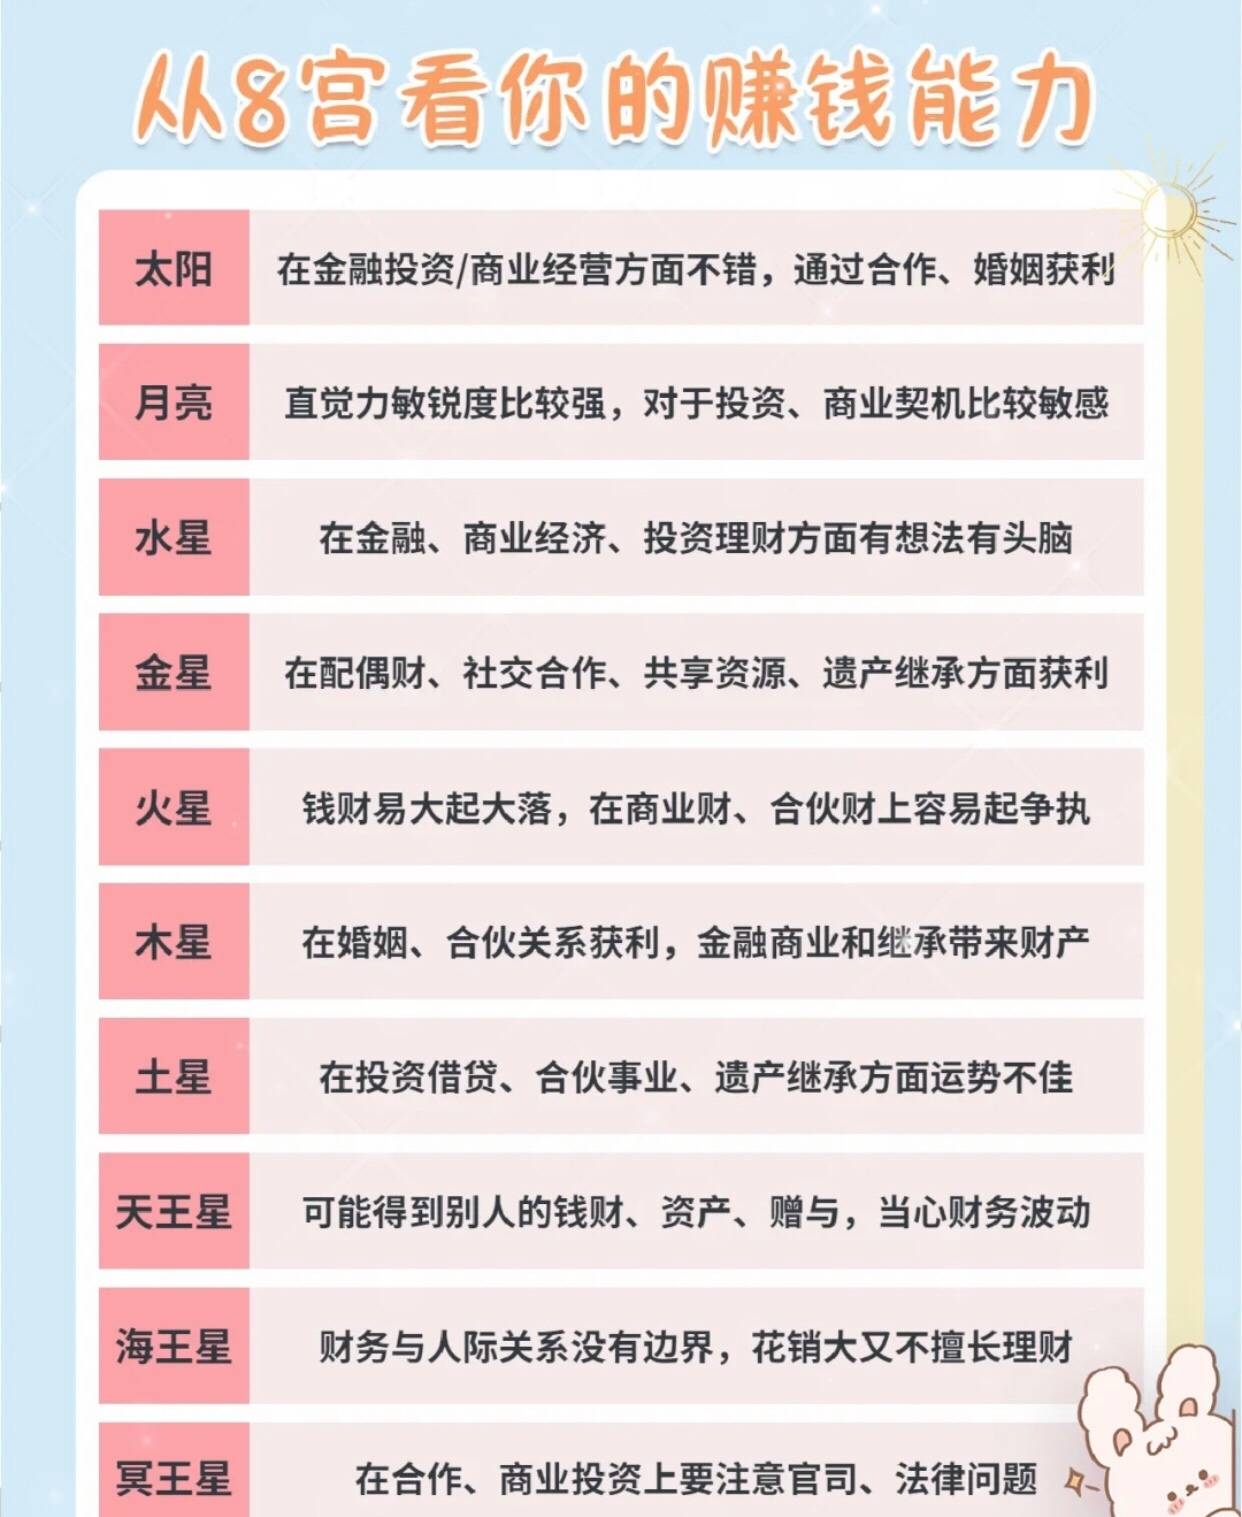 从8宫看你的赚钱能力
太阳 在金融投资/商业经营方面不错，通过合作、婚姻获利
月亮 直觉力敏锐度比较强，对于投资、商业契机比较敏感
水星 在金融、商业经济、投资理财方面有想法有头脑
金星 在配偶财、社交合作、共享资源、遗产继承方面获利
火星 钱财易大起大落，在商业财、合伙财上容易起争执
木星 在婚姻、合伙关系获利，金融商业和继承带来财产
土星 在投资借贷、合伙事业、遗产继承方面运势不佳
天王星 可能得到别人的钱财、资产、赠与，当心财务波动
海王星 财务与人际关系没有边界，花销大又不擅长理财
冥王星 在合作、商业投资上要注意官司、法律问题